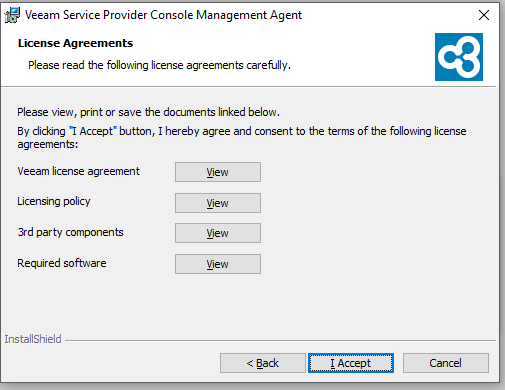 Veeam Service Provider Console Management Agent
License Agreements
Please read the following license agreements carefully.
Please view, print or save the documents linked below.
By clicking "I Accept" button, I hereby agree and consent to the terms of the following license
agreements:
Veeam license agreement
View
Licensing policy
View
3rd party components
View
Required software
View
InstallShield
< Back
I Accept
Cancel